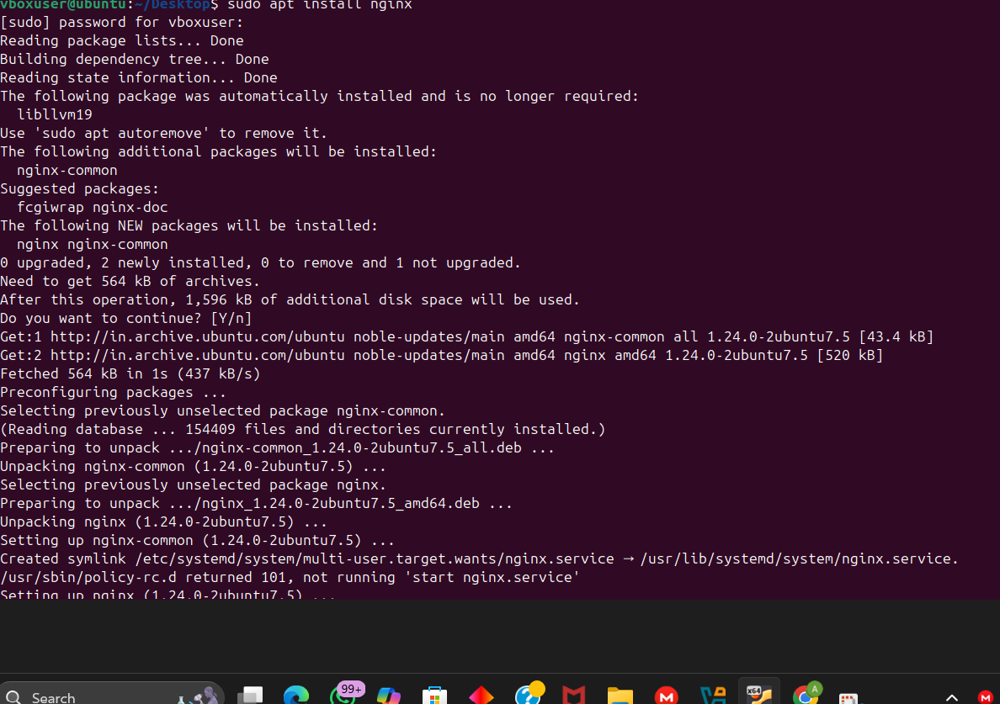 vboxuser@ubuntu:~/Desktop$ sudo apt install nginx
[sudo] password for vboxuser:
Reading package lists... Done
Building dependency tree... Done
Reading state information... Done
The following package was automatically installed and is no longer required:
  libllvm19
Use 'sudo apt autoremove' to remove it.
The following additional packages will be installed:
  nginx-common
Suggested packages:
  fcgiwrap nginx-doc
The following NEW packages will be installed:
  nginx nginx-common
0 upgraded, 2 newly installed, 0 to remove and 1 not upgraded.
Need to get 564 kB of archives.
After this operation, 1,596 kB of additional disk space will be used.
Do you want to continue? [Y/n]
Get:1 http://in.archive.ubuntu.com/ubuntu noble-updates/main amd64 nginx-common all 1.24.0-2ubuntu7.5 [43.4 kB]
Get:2 http://in.archive.ubuntu.com/ubuntu noble-updates/main amd64 nginx amd64 1.24.0-2ubuntu7.5 [520 kB]
Fetched 564 kB in 1s (437 kB/s)
Preconfiguring packages ...
Selecting previously unselected package nginx-common.
(Reading database ... 154409 files and directories currently installed.)
Preparing to unpack .../nginx-common_1.24.0-2ubuntu7.5_all.deb ...
Unpacking nginx-common (1.24.0-2ubuntu7.5) ...
Selecting previously unselected package nginx.
Preparing to unpack .../nginx_1.24.0-2ubuntu7.5_amd64.deb ...
Unpacking nginx (1.24.0-2ubuntu7.5) ...
Setting up nginx-common (1.24.0-2ubuntu7.5) ...
Created symlink /etc/systemd/system/multi-user.target.wants/nginx.service → /usr/lib/systemd/system/nginx.service.
/usr/sbin/policy-rc.d returned 101, not running 'start nginx.service'
Setting up nginx (1.24.0-2ubuntu7.5) ...
Search
99+
x64
A
M
M